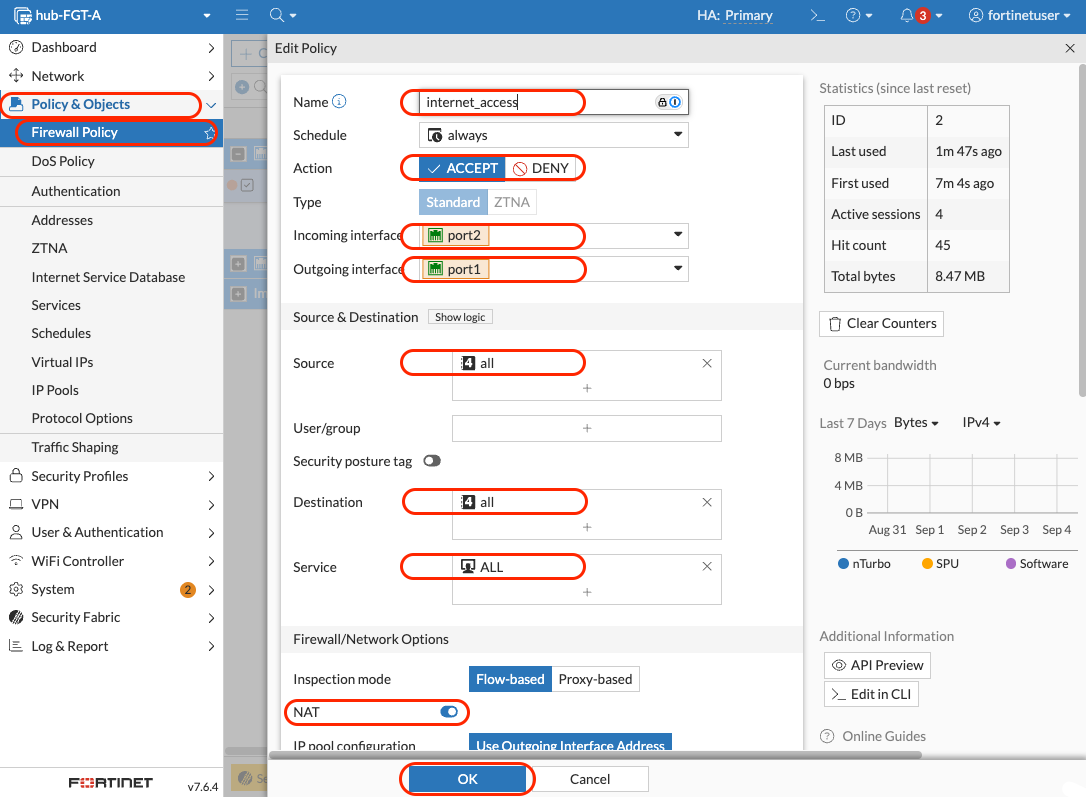 hub-FGT-A
HA: Primary
3
fortinetuser
Dashboard
Network
Policy & Objects
Firewall Policy
DoS Policy
Authentication
Addresses
ZTNA
Internet Service Database
Services
Schedules
Virtual IPs
IP Pools
Protocol Options
Traffic Shaping
Security Profiles
VPN
User & Authentication
WiFi Controller
System
2
Security Fabric
Log & Report
FORTINET
v7.6.4
Edit Policy
Name
internet_access
Schedule
always
Action
ACCEPT
DENY
Type
Standard
ZTNA
Incoming interface
port2
Outgoing interface
port1
Source & Destination
Show logic
Source
4
all
User/group
Security posture tag
Destination
4
all
Service
ALL
Firewall/Network Options
Inspection mode
Flow-based
Proxy-based
NAT
IP pool configuration
Use Outgoing Interface Address
OK
Cancel
Statistics (since last reset)
ID
2
Last used
1m 47s ago
First used
7m 4s ago
Active sessions
4
Hit count
45
Total bytes
8.47 MB
Clear Counters
Current bandwidth
0 bps
Last 7 Days
Bytes
IPv4
8 MB
4 MB
0 B
Aug 31
Sep 1
Sep 2
Sep 3
Sep 4
nTurbo
SPU
Software
Additional Information
API Preview
>_ Edit in CLI
Online Guides